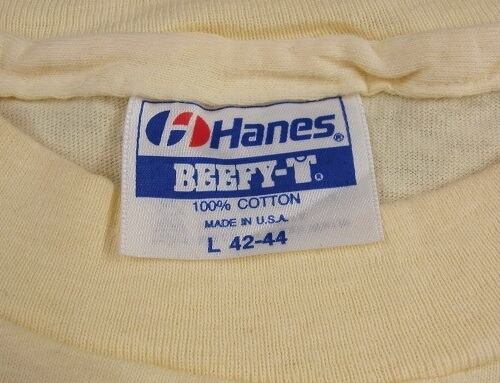 Hanes®
BEEFY-T®
100% COTTON
MADE IN U.S.A.
L 42-44